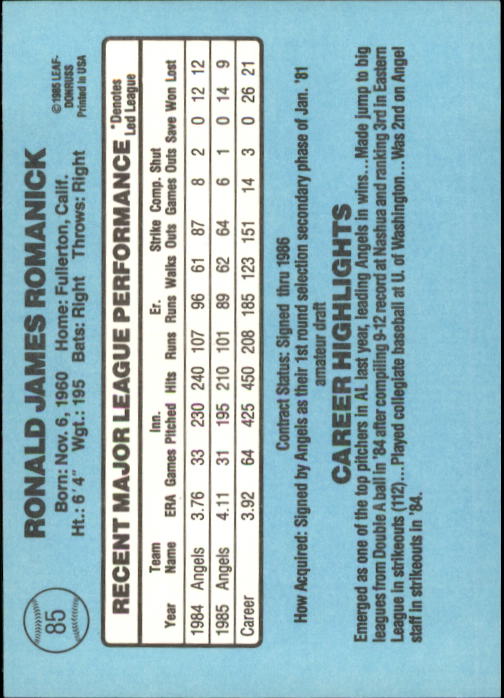 85
RONALD JAMES ROMANICK
Born: Nov. 6, 1960 Home: Fullerton, Calif.
Ht.: 6'4" Wgt.: 195 Bats: Right Throws: Right
©1985 LEAF-
DONRUSS
Printed in USA
RECENT MAJOR LEAGUE PERFORMANCE *Denotes
Led League
Team Inn. Er. Strike Comp. Shut
Year Name ERA Games Pitched Hits Runs Runs Walks Outs Games Outs Save Won Lost
1984 Angels 3.76 33 230 240 107 96 61 87 8 2 0 12 12
1985 Angels 4.11 31 195 210 101 89 62 64 6 1 0 14 9
Career 3.92 64 425 450 208 185 123 151 14 3 0 26 21
Contract Status: Signed thru 1986
How Acquired: Signed by Angels as their 1st round selection secondary phase of Jan. '81
amateur draft
CAREER HIGHLIGHTS
Emerged as one of the top pitchers in AL last year, leading Angels in wins...Made jump to big
leagues from Double A ball in '84 after compiling 9-12 record at Nashua and ranking 3rd in Eastern
League in strikeouts (112)...Played collegiate baseball at U. of Washington...Was 2nd on Angel
staff in strikeouts in '84.